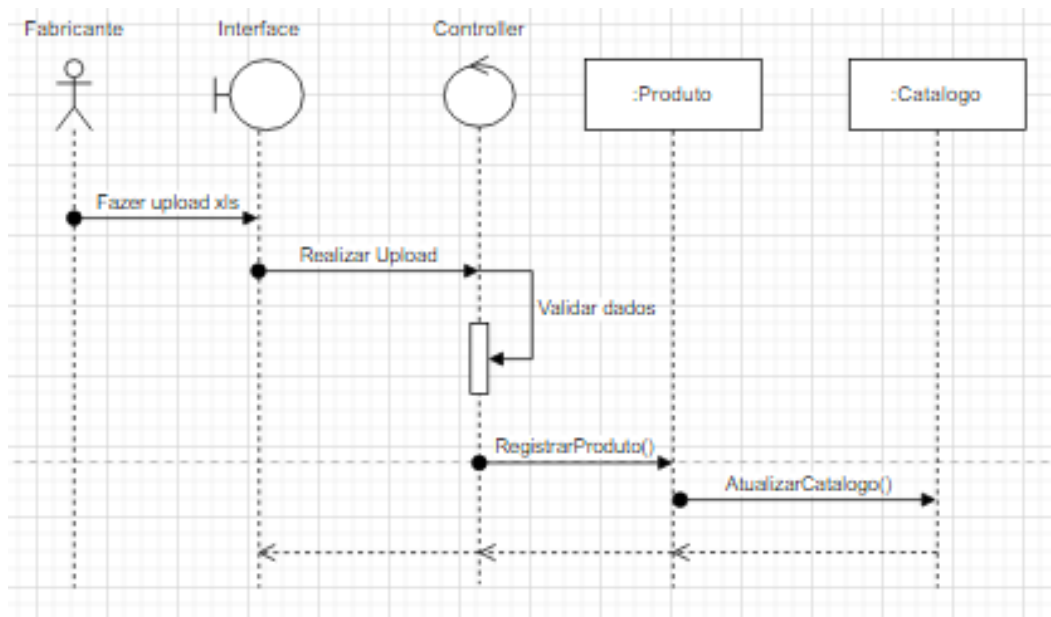 Fabricante
Interface
Controller
:Produto
:Catalogo
Fazer upload xls
Realizar Upload
Validar dados
RegistrarProduto()
AtualizarCatalogo()